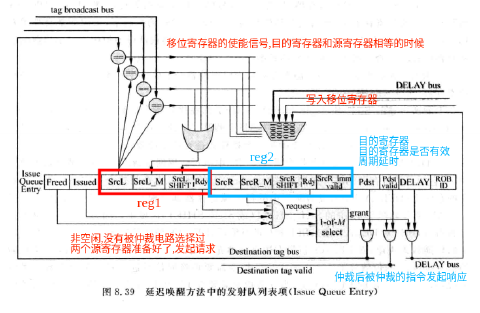 tag broadcast bus
移位寄存器的使能信号,目的寄存器和源寄存器相等的时候
DELAY bus
写入移位寄存器
目的寄存器
目的寄存器是否有效
周期延时
reg2
Issue
Queue
Entry
Freed Issued SrcL SrcL_M SrcL SHIFT Rdy SrcR SrcR_M SrcR SHIFT Rdy SrcR_imm valid Pdst Pdst valid DELAY ROB ID
reg1
request
grant
1-of-M
select
非空闲,没有被仲裁电路选择过
两个源寄存器准备好了,发起请求
Destination tag bus
DELAY bus
Destination tag valid
仲裁后被仲裁的指令发起响应
图 8.39 延迟唤醒方法中的发射队列表项(Issue Queue Entry)